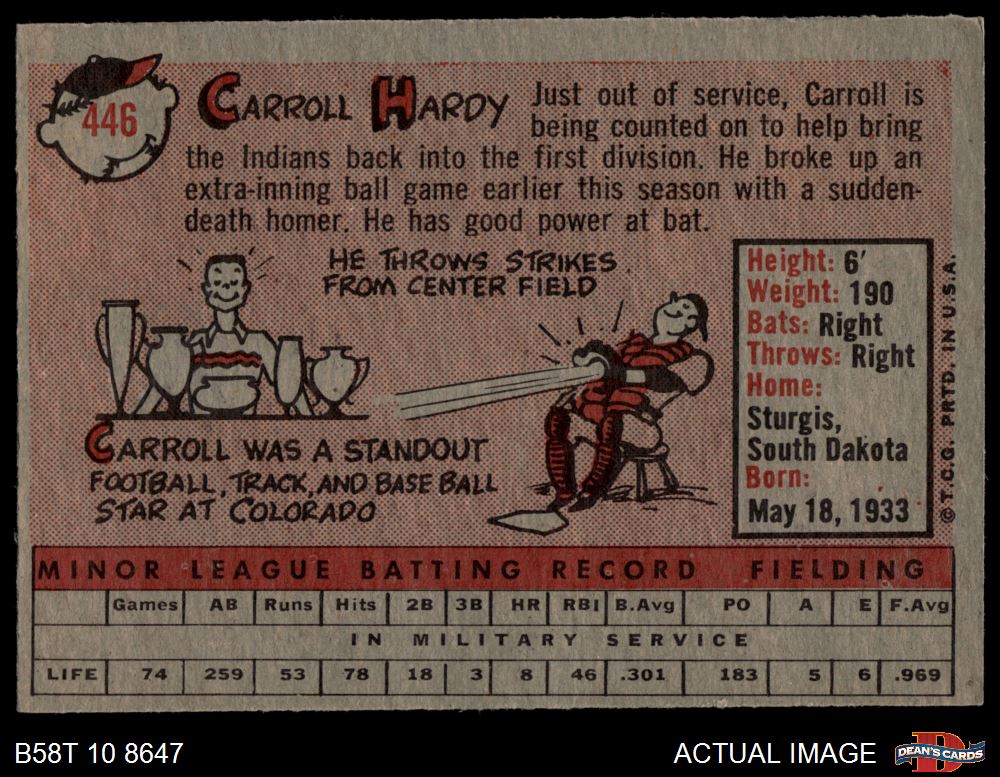 446
CARROLL HARDY
Just out of service, Carroll is
being counted on to help bring
the Indians back into the first division. He broke up an
extra-inning ball game earlier this season with a sudden-
death homer. He has good power at bat.
HE THROWS STRIKES
FROM CENTER FIELD
CARROLL WAS A STANDOUT
FOOTBALL, TRACK, AND BASEBALL
STAR AT COLORADO
Height: 6'
Weight: 190
Bats: Right
Throws: Right
Home:
Sturgis,
South Dakota
Born:
May 18, 1933
© T.C.G. PRT'D. IN U.S.A.
MINOR LEAGUE BATTING RECORD FIELDING
Games AB Runs Hits 2B 3B HR RBI B.Avg PO A E F.Avg
IN MILITARY SERVICE
LIFE 74 259 53 78 18 3 8 46 .301 183 5 6 .969
B58T 10 8647
ACTUAL IMAGE
DEAN'S CARDS